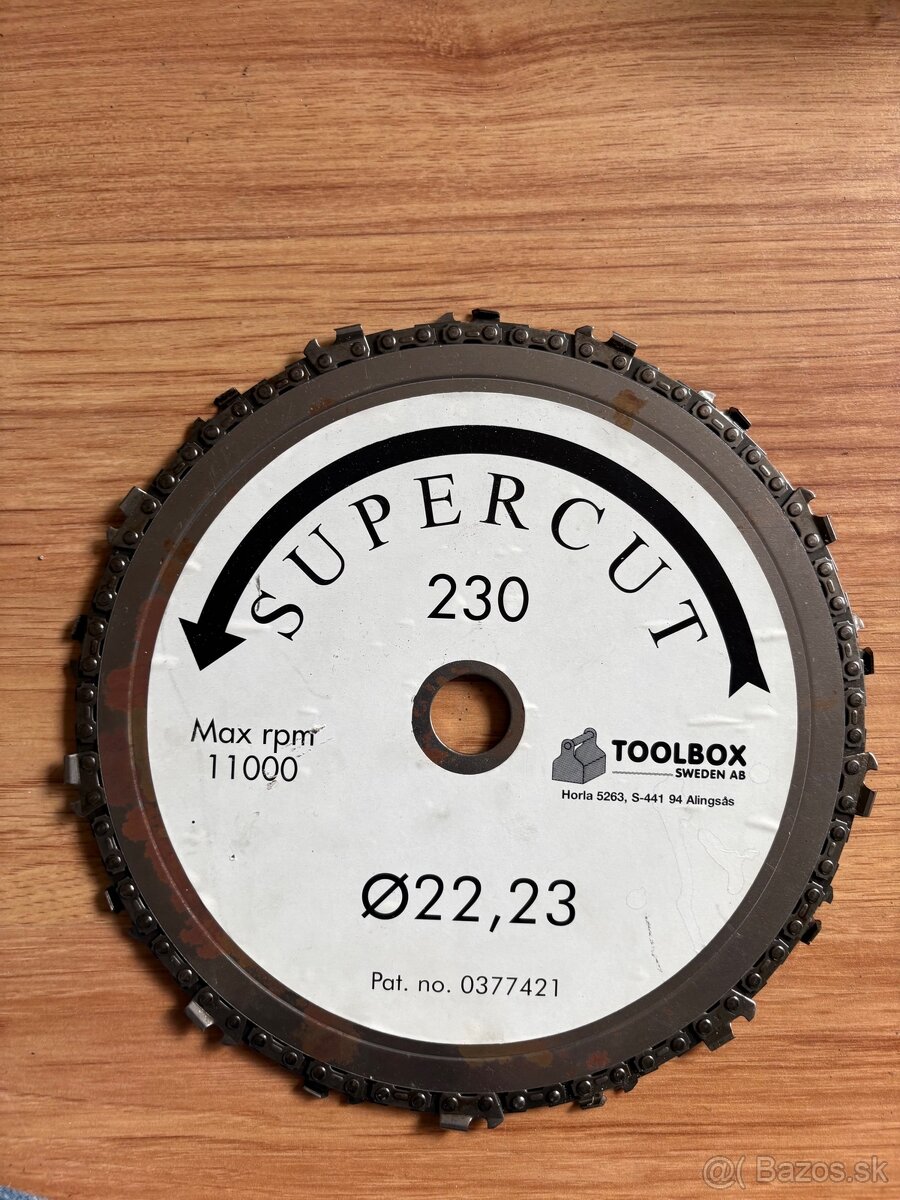 SUPERCUT
230
Max rpm
11000
TOOLBOX
SWEDEN AB
Horla 5263, S-441 94 Alingsås
Ø22,23
Pat. no. 0377421
@( Bazos.sk